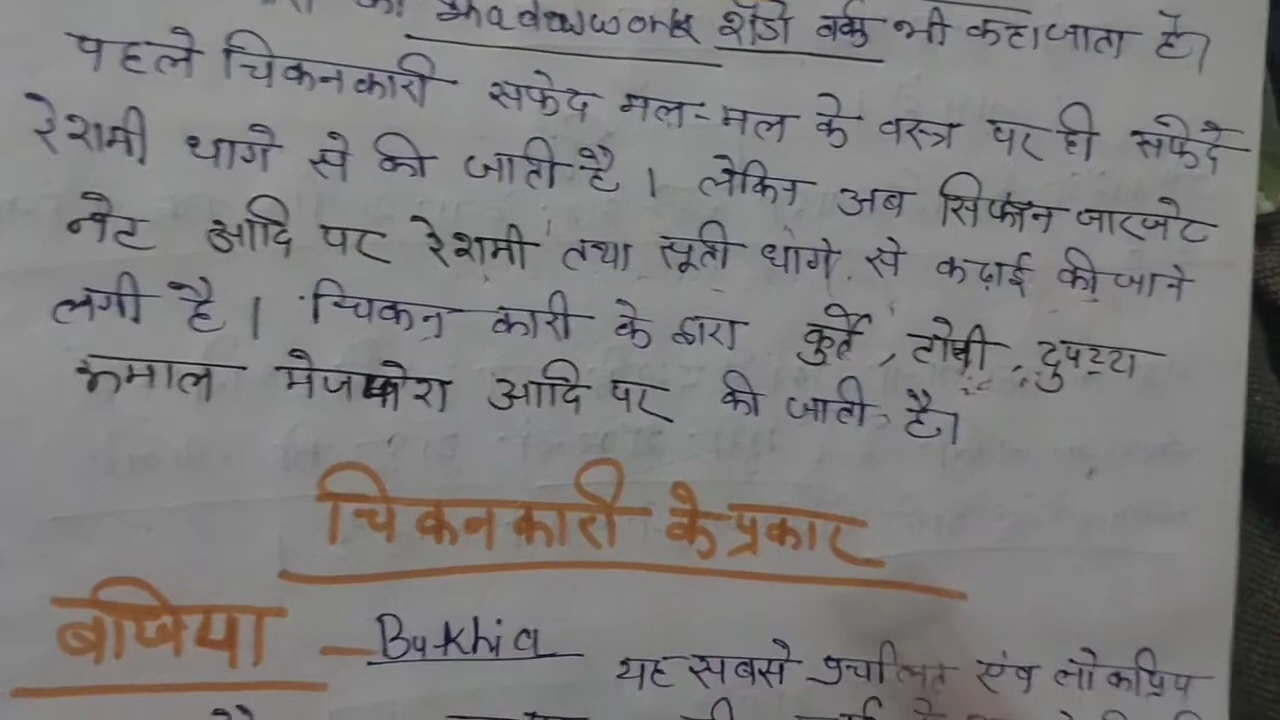 shadowwork शैडो वर्क भी कहा जाता है।
पहले चिकनकारी सफेद मल-मल के वस्त्र पर ही सफेद
रेशमी धागे से की जाती है । लेकिन अब सिफॉन जारजेट
नेट आदि पर रेशमी तथा सूती धागे से कढ़ाई की जाने
लगी है । चिकन कारी के द्वारा कुर्ते , टोपी , दुपट्टा
रूमाल मेजपोश आदि पर की जाती है।
चिकनकारी के प्रकार
बखिया – Bukhia यह सबसे प्रचलित एंव लोकप्रिय